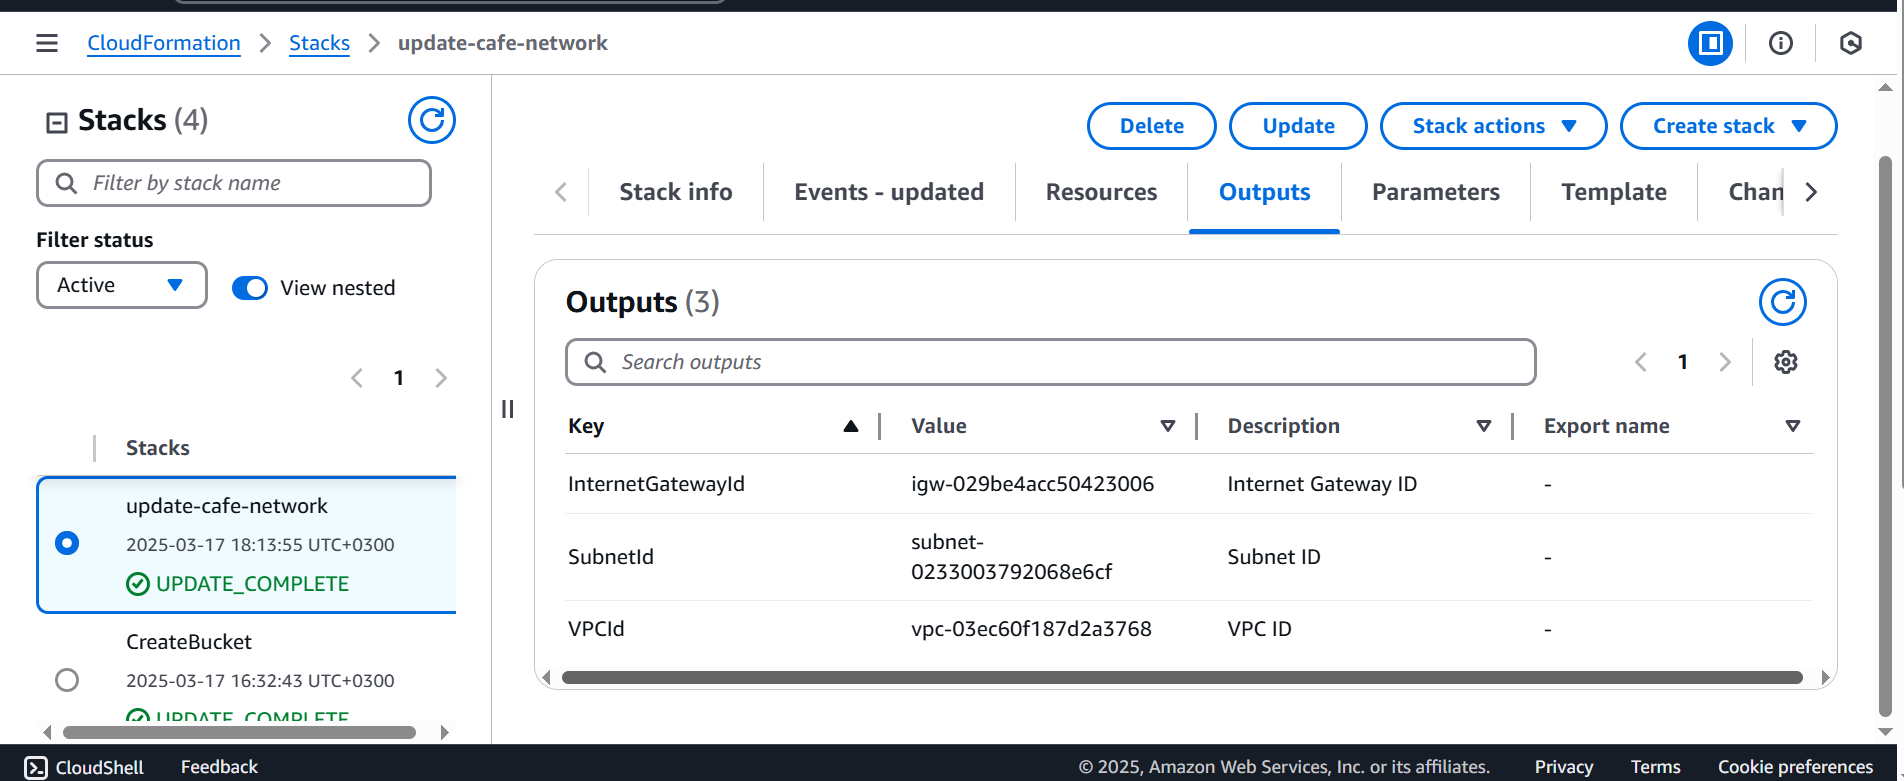 CloudFormation Stacks update-cafe-network
Stacks (4)
Filter by stack name
Filter status
Active View nested
1
Stacks
update-cafe-network
2025-03-17 18:13:55 UTC+0300
UPDATE_COMPLETE
CreateBucket
2025-03-17 16:32:43 UTC+0300
UPDATE_COMPLETE
Delete Update Stack actions Create stack
Stack info Events - updated Resources Outputs Parameters Template Chan
Outputs (3)
Search outputs 1
Key Value Description Export name
InternetGatewayId igw-029be4acc50423006 Internet Gateway ID -
SubnetId subnet-
0233003792068e6cf Subnet ID -
VPCId vpc-03ec60f187d2a3768 VPC ID -
CloudShell Feedback © 2025, Amazon Web Services, Inc. or its affiliates. Privacy Terms Cookie preferences